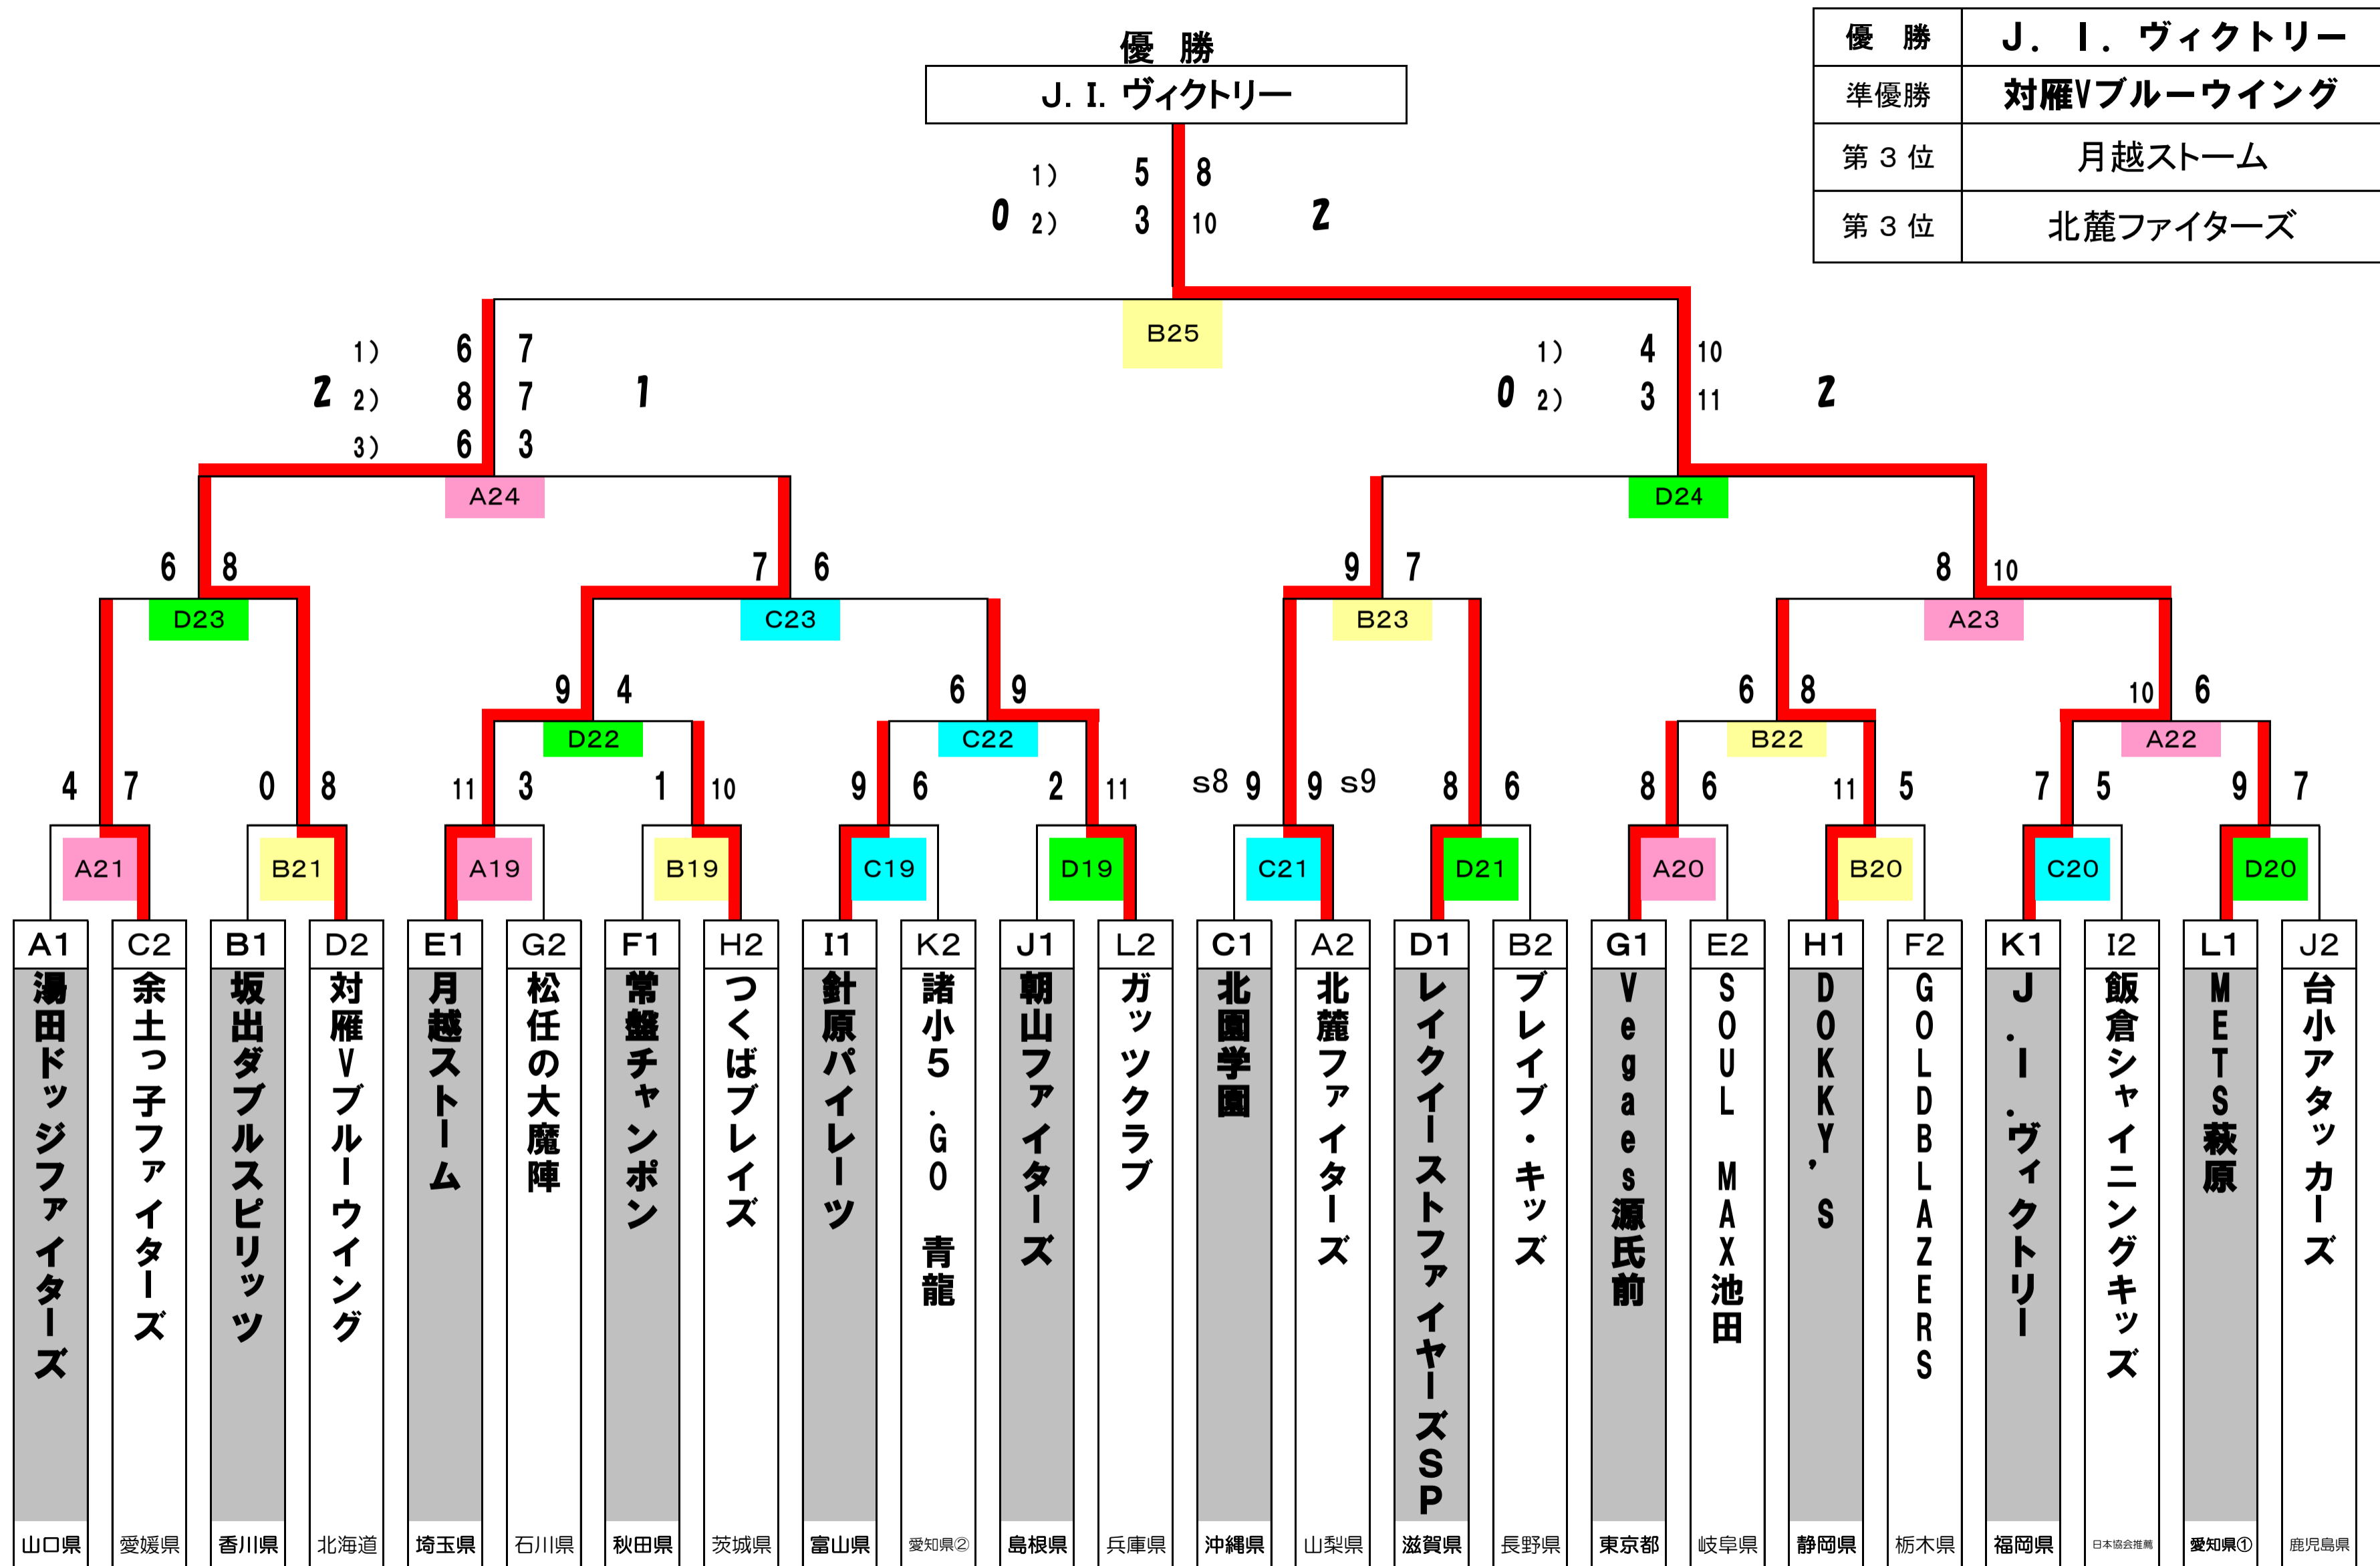 優 勝
J. I. ヴィクトリー
優 勝 J. I. ヴィクトリー
準優勝 対雁Vブルーウイング
第 3 位 月越ストーム
第 3 位 北麓ファイターズ
1) 5 8
0 2) 3 10 2
B25
1) 6 7
2 2) 8 7 1
3) 6 3
1) 4 10
0 2) 3 11 2
A24 D24
6 8 7 6 9 7 8 10
D23 C23 B23 A23
9 4 6 9 6 8 10 6
D22 C22 B22 A22
4 7 0 8 11 3 1 10 9 6 2 11 s8 9 9 s9 8 6 8 6 11 5 7 5 9 7
A21 B21 A19 B19 C19 D19 C21 D21 A20 B20 C20 D20
A1 C2 B1 D2 E1 G2 F1 H2 I1 K2 J1 L2 C1 A2 D1 B2 G1 E2 H1 F2 K1 I2 L1 J2
湯田ドッジファイターズ
余土っ子ファイターズ
坂出ダブルスピリッツ
対雁Vブルーウイング
月越ストーム
松任の大魔陣
常盤チャンポン
つくばブレイズ
針原パイレーツ
諸小5.GO 青龍
朝山ファイターズ
ガッツクラブ
北園学園
北麓ファイターズ
レイクイーストファイヤーズSP
ブレイブ・キッズ
Vegaes源氏前
SOUL MAX池田
DOKKY'S
GOLDBLAZERS
J.I.ヴィクトリー
飯倉シャイニングキッズ
METS萩原
台小アタッカーズ
山口県 愛媛県 香川県 北海道 埼玉県 石川県 秋田県 茨城県 富山県 愛知県② 島根県 兵庫県 沖縄県 山梨県 滋賀県 長野県 東京都 岐阜県 静岡県 栃木県 福岡県 日本協会推薦 愛知県① 鹿児島県